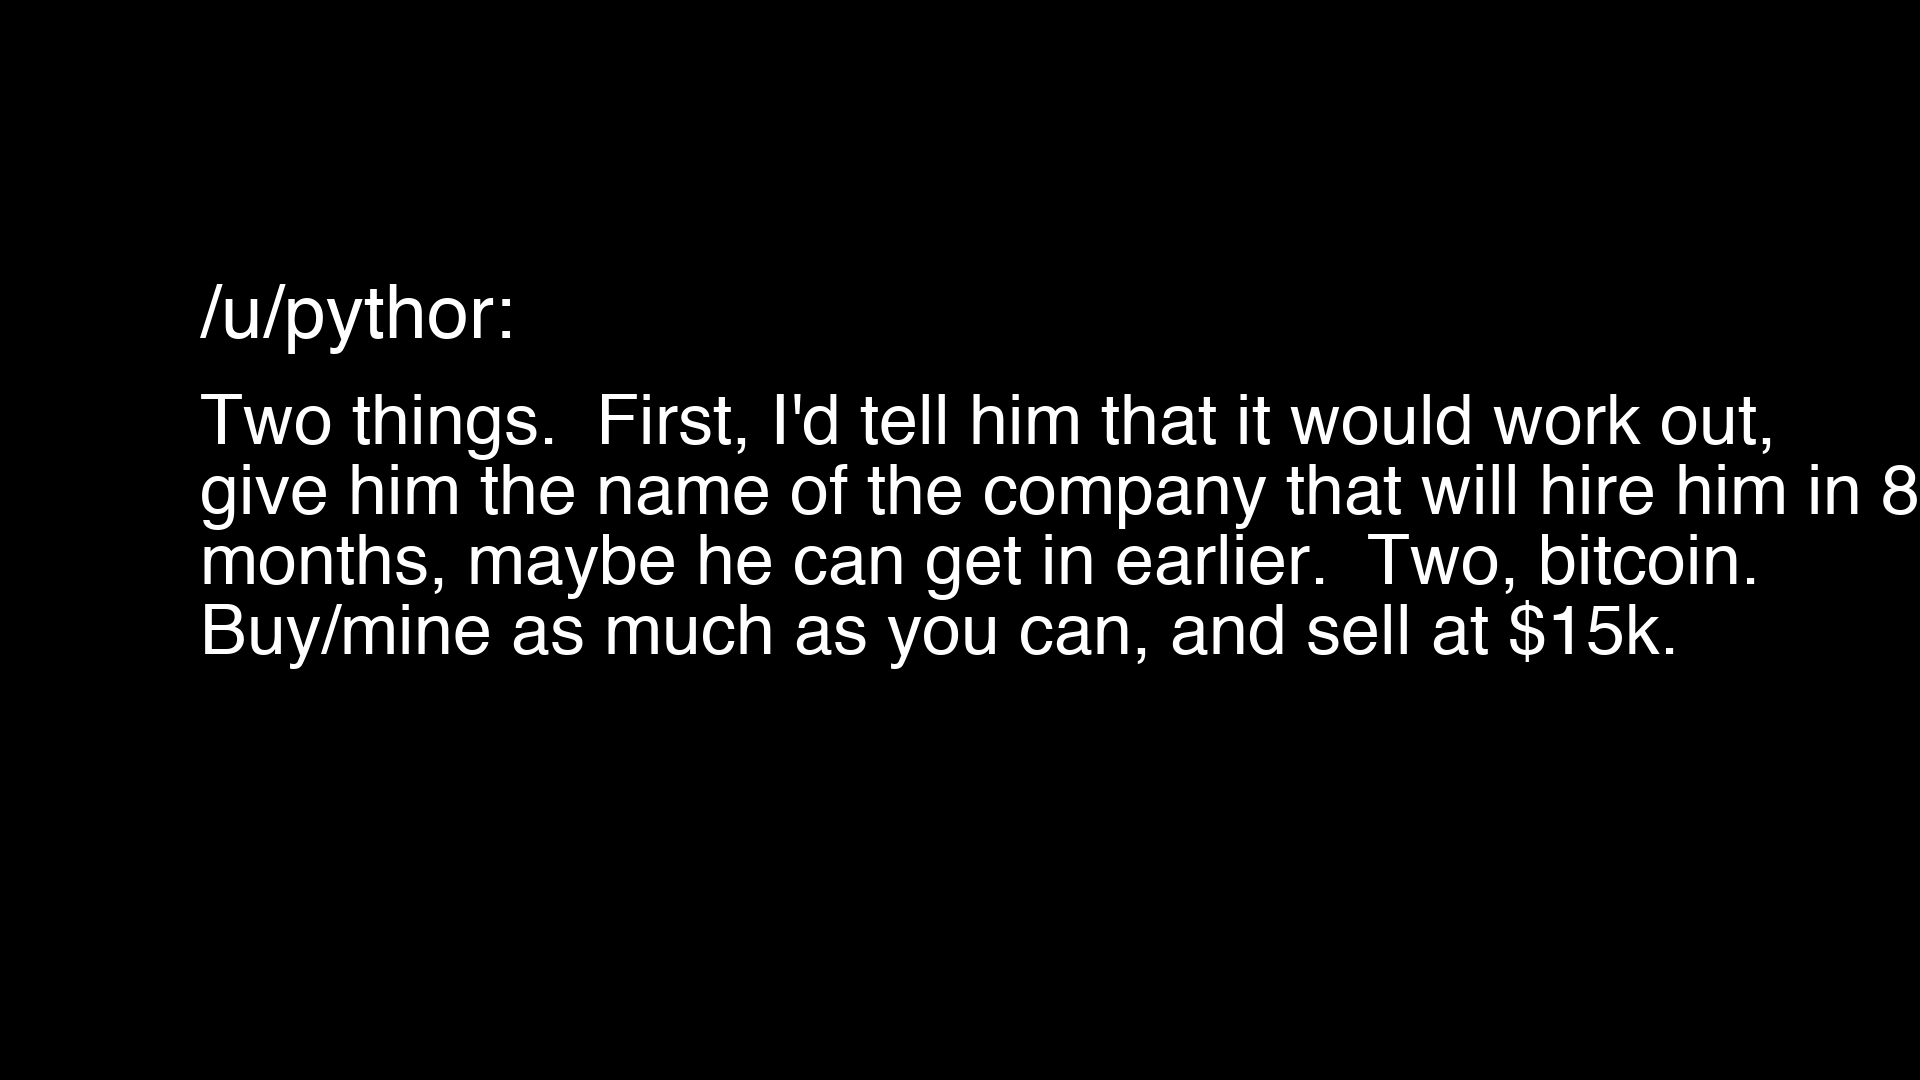 /u/pythor:
Two things.  First, I'd tell him that it would work out,
give him the name of the company that will hire him in 8
months, maybe he can get in earlier.  Two, bitcoin.
Buy/mine as much as you can, and sell at $15k.